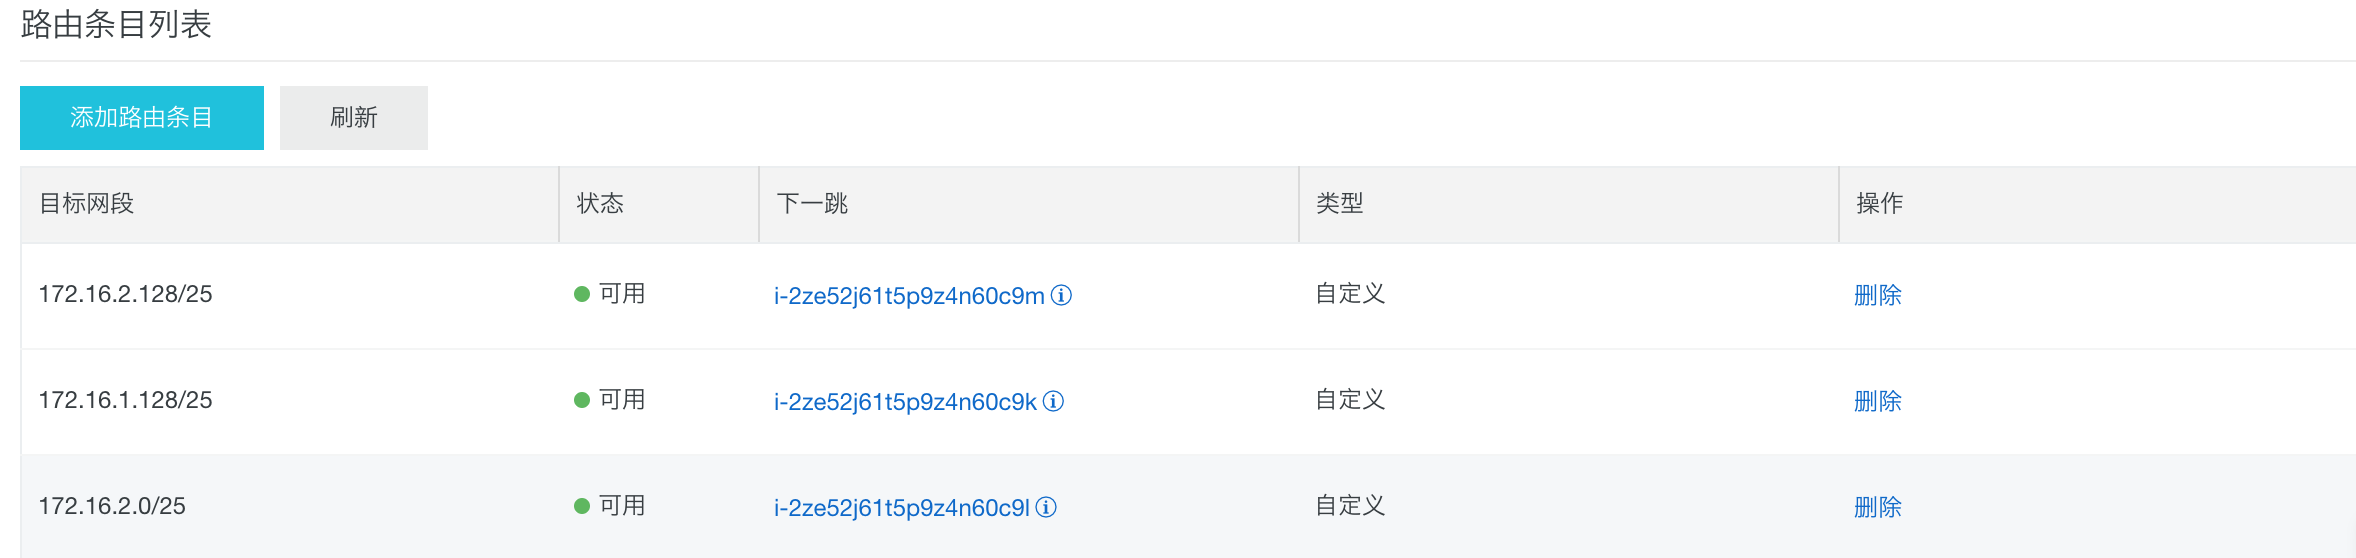 路由条目列表
添加路由条目 刷新
目标网段 状态 下一跳 类型 操作
172.16.2.128/25 可用 i-2ze52j61t5p9z4n60c9m 自定义 删除
172.16.1.128/25 可用 i-2ze52j61t5p9z4n60c9k 自定义 删除
172.16.2.0/25 可用 i-2ze52j61t5p9z4n60c9l 自定义 删除